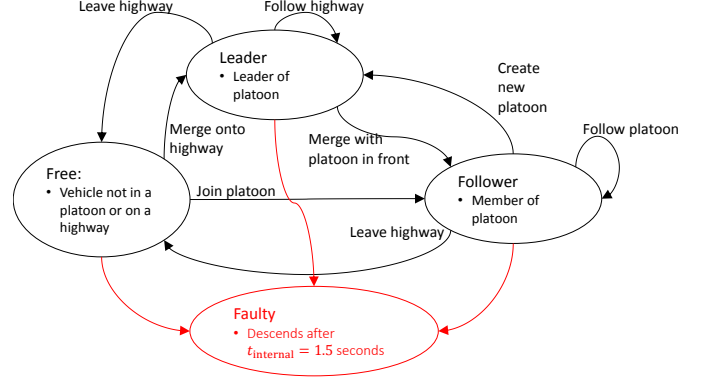 Leave highway
Follow highway
Leader
• Leader of
platoon
Create
new
platoon
Merge onto
highway
Merge with
platoon in front
Follow platoon
Free:
• Vehicle not in a
platoon or on a
highway
Join platoon
Follower
• Member of
platoon
Leave highway
Faulty
• Descends after
t_internal = 1.5 seconds